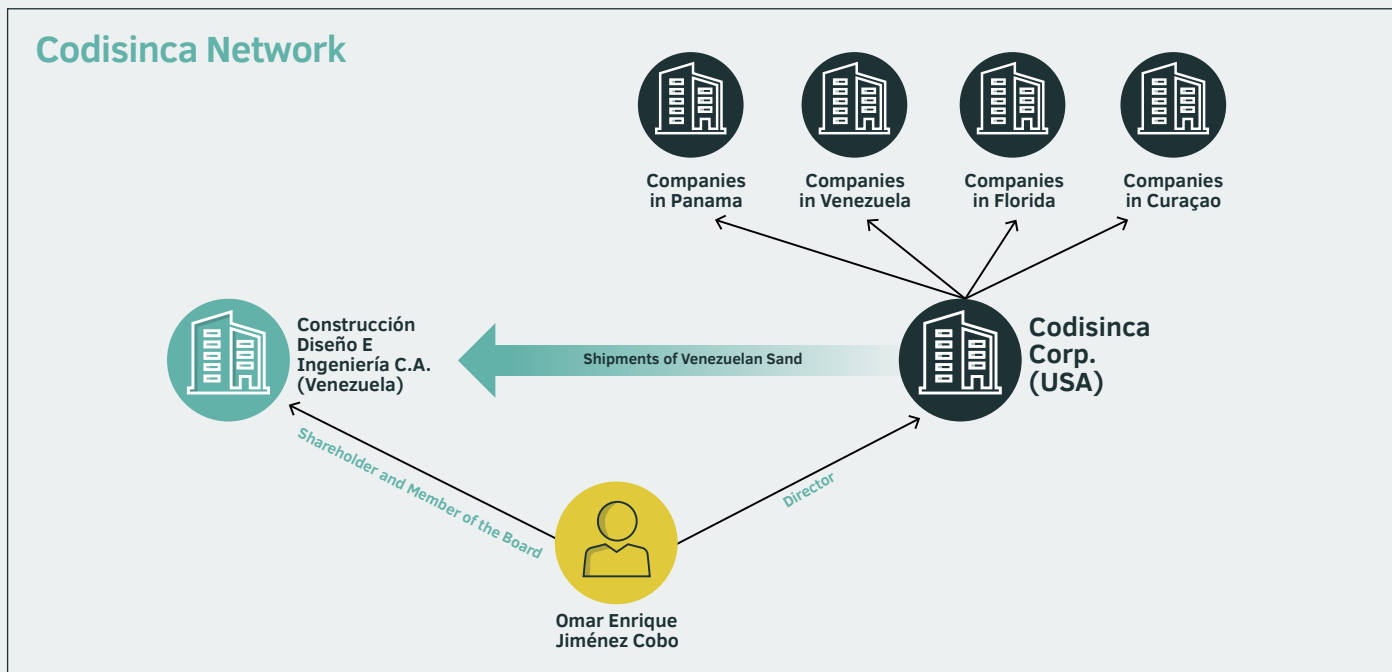 Codisinca Network
Companies
in Panama
Companies
in Venezuela
Companies
in Florida
Companies
in Curaçao
Construcción
Diseño E
Ingeniería C.A.
(Venezuela)
Shipments of Venezuelan Sand
Codisinca
Corp.
(USA)
Shareholder and Member of the Board
Director
Omar Enrique
Jiménez Cobo